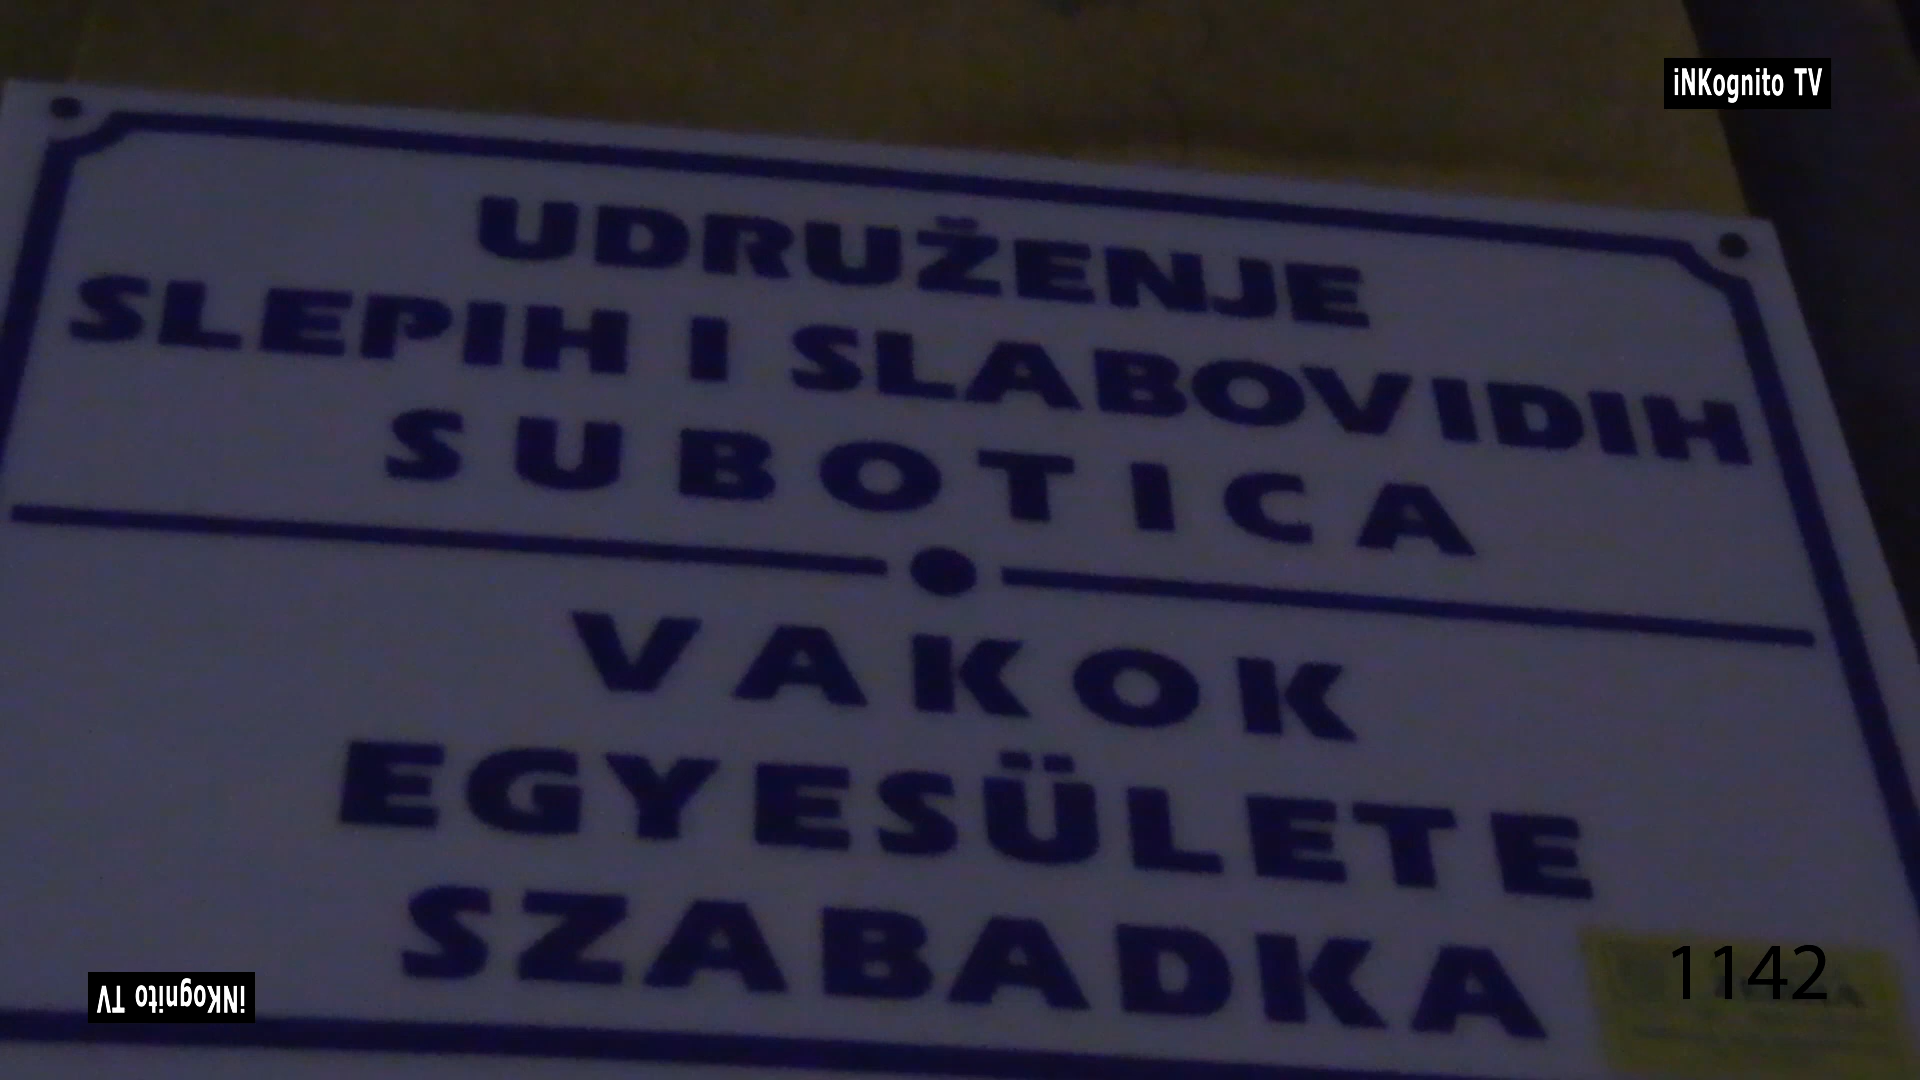 iNKognito TV
UDRUŽENJE
SLEPIH I SLABOVIDIH
SUBOTICA
VAKOK
EGYESÜLETE
SZABADKA
1142
iNKognito TV